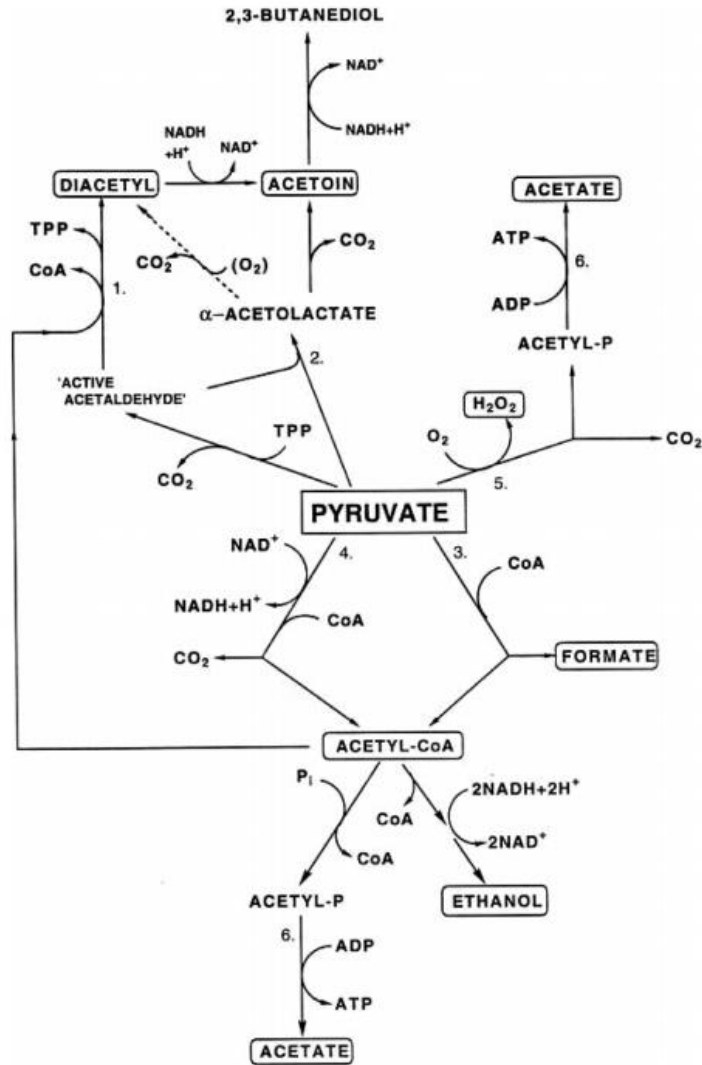 2,3-BUTANEDIOL
NAD⁺
NADH+H⁺
NADH
+H⁺
NAD⁺
DIACETYL
ACETOIN
ACETATE
TPP
CoA
1.
CO₂
(O₂)
CO₂
ATP
6.
ADP
α–ACETOLACTATE
ACETYL-P
2.
'ACTIVE
ACETALDEHYDE'
H₂O₂
O₂
CO₂
TPP
CO₂
5.
PYRUVATE
NAD⁺
4.
3.
CoA
NADH+H⁺
CoA
CO₂
FORMATE
ACETYL-CoA
Pᵢ
2NADH+2H⁺
CoA
CoA
2NAD⁺
ACETYL-P
ETHANOL
6.
ADP
ATP
ACETATE